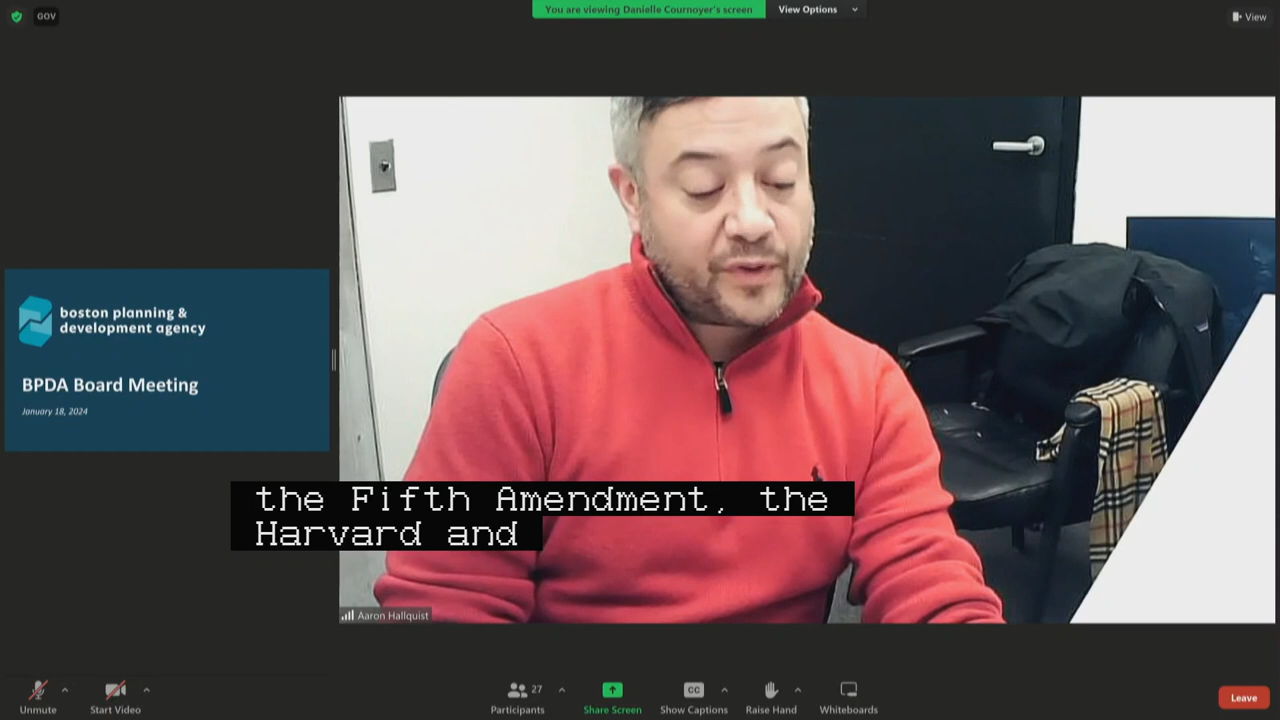 GOV
You are viewing Danielle Cournoyer's screen
View Options
View
boston planning &
development agency
BPDA Board Meeting
January 18, 2024
the Fifth Amendment, the
Harvard and
Aaron Hallquist
Unmute
Start Video
27
Participants
Share Screen
CC
Show Captions
Raise Hand
Whiteboards
Leave